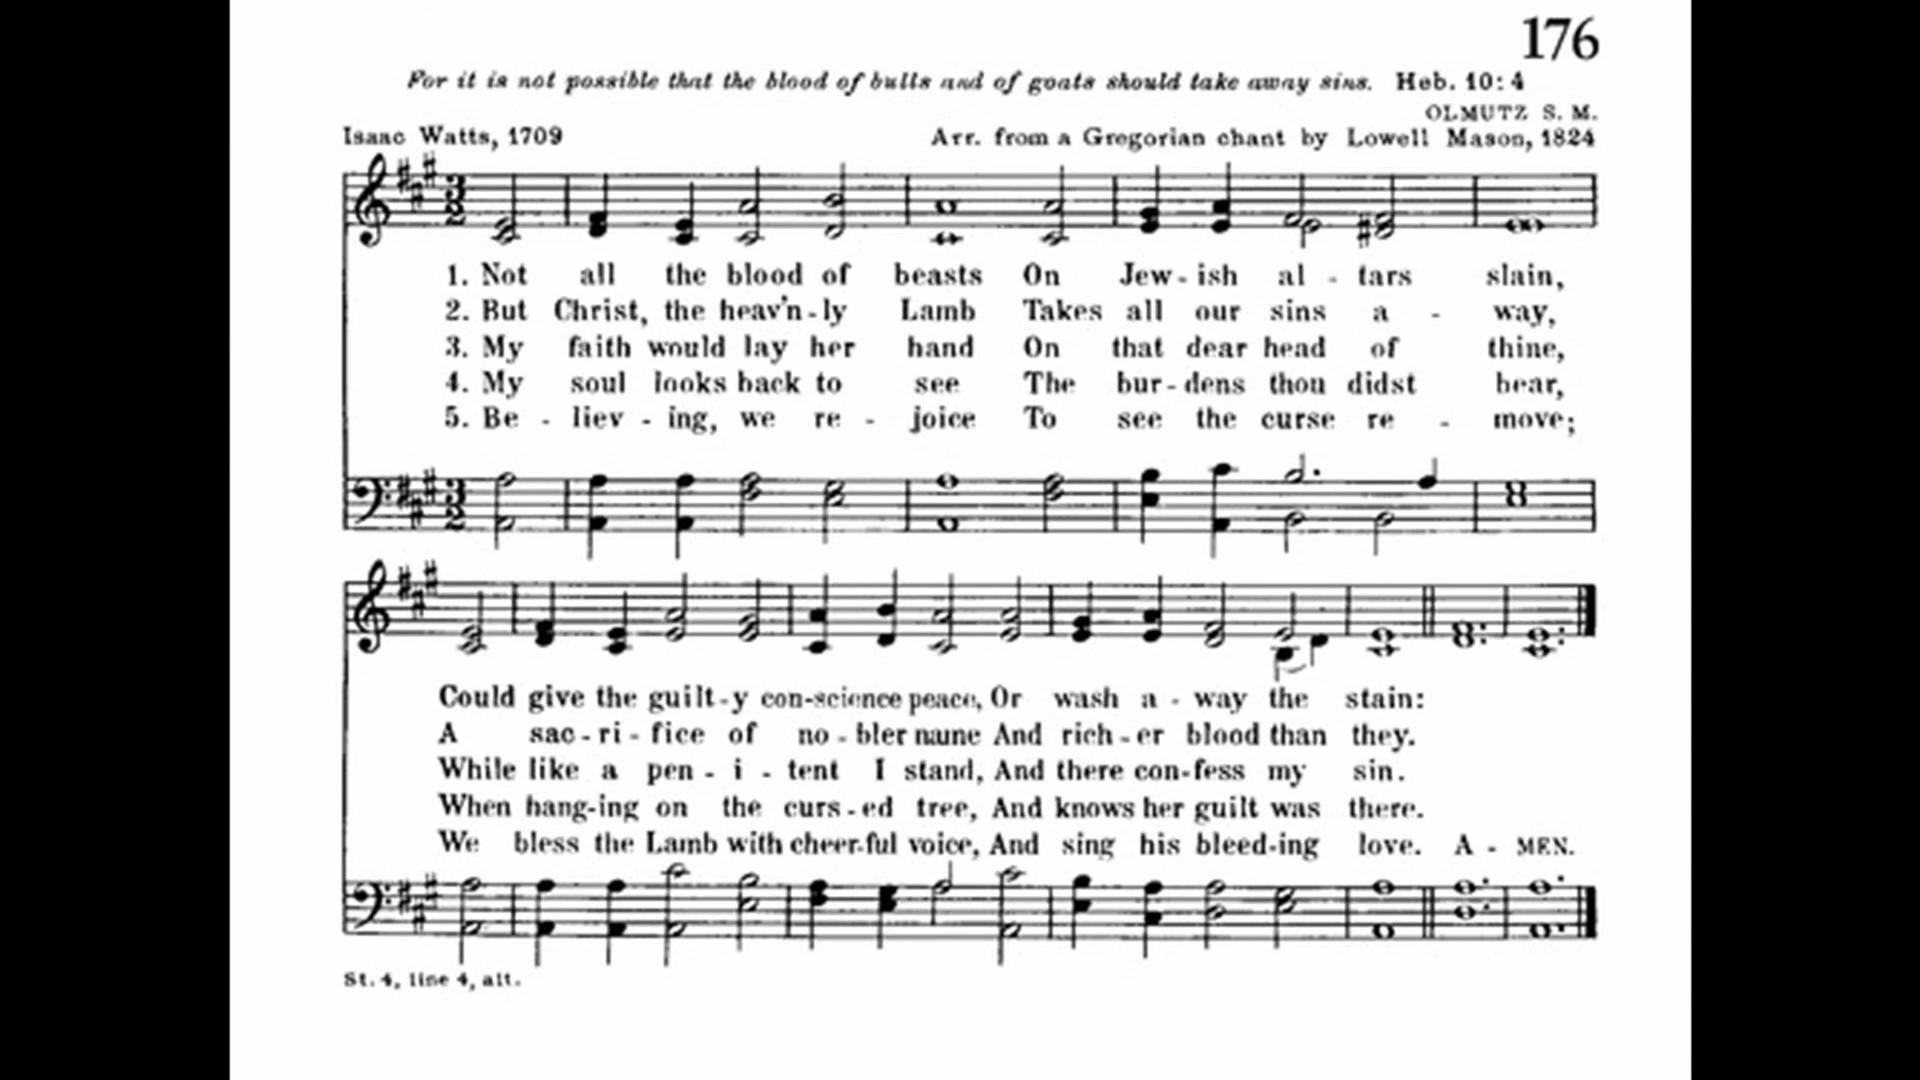 176
For it is not possible that the blood of bulls and of goats should take away sins. Heb. 10:4
OLMUTZ S. M.
Isaac Watts, 1709 Arr. from a Gregorian chant by Lowell Mason, 1824
3
2
1. Not all the blood of beasts On Jew - ish al - tars slain,
2. But Christ, the heav'n - ly Lamb Takes all our sins a - way,
3. My faith would lay her hand On that dear head of thine,
4. My soul looks back to see The bur - dens thou didst bear,
5. Be - liev - ing, we re - joice To see the curse re - move;
3
2
Could give the guilt - y con - science peace, Or wash a - way the stain:
A sac - ri - fice of no - bler name And rich - er blood than they.
While like a pen - i - tent I stand, And there con - fess my sin.
When hang - ing on the curs - ed tree, And knows her guilt was there.
We bless the Lamb with cheer - ful voice, And sing his bleed - ing love. A - MEN.
St. 4, line 4, alt.